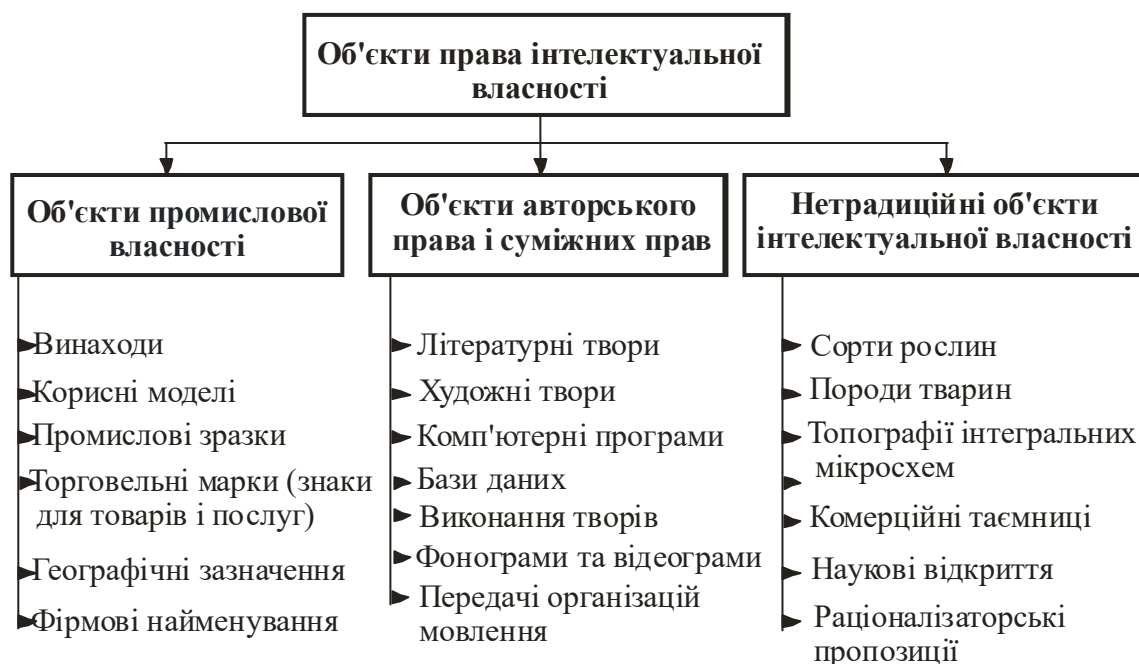 Об'єкти права інтелектуальної
власності
Об'єкти промислової
власності
Винаходи
Корисні моделі
Промислові зразки
Торговельні марки (знаки
для товарів і послуг)
Географічні зазначення
Фірмові найменування
Об'єкти авторського
права і суміжних прав
Літературні твори
Художні твори
Комп'ютерні програми
Бази даних
Виконання творів
Фонограми та відеограми
Передачі організацій
мовлення
Нетрадиційні об'єкти
інтелектуальної власності
Сорти рослин
Породи тварин
Топографії інтегральних
мікросхем
Комерційні таємниці
Наукові відкриття
Раціоналізаторські
пропозиції